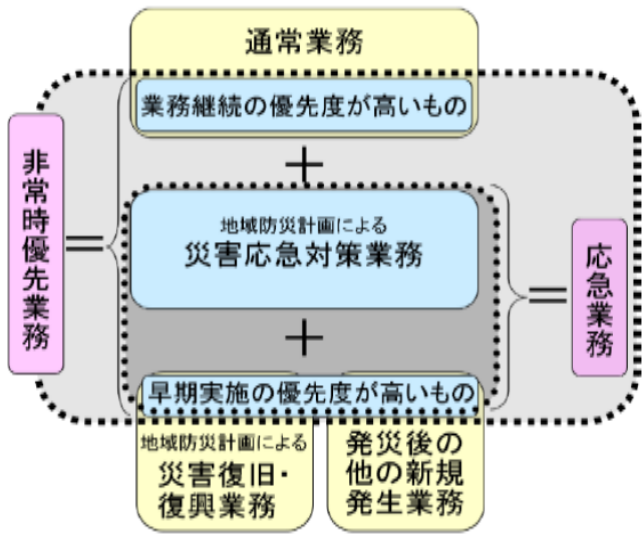 通常業務
業務継続の優先度が高いもの
＋
非常時優先業務
＝
地域防災計画による
災害応急対策業務
＝
応急業務
＋
早期実施の優先度が高いもの
地域防災計画による
災害復旧・
復興業務
発災後の
他の新規
発生業務